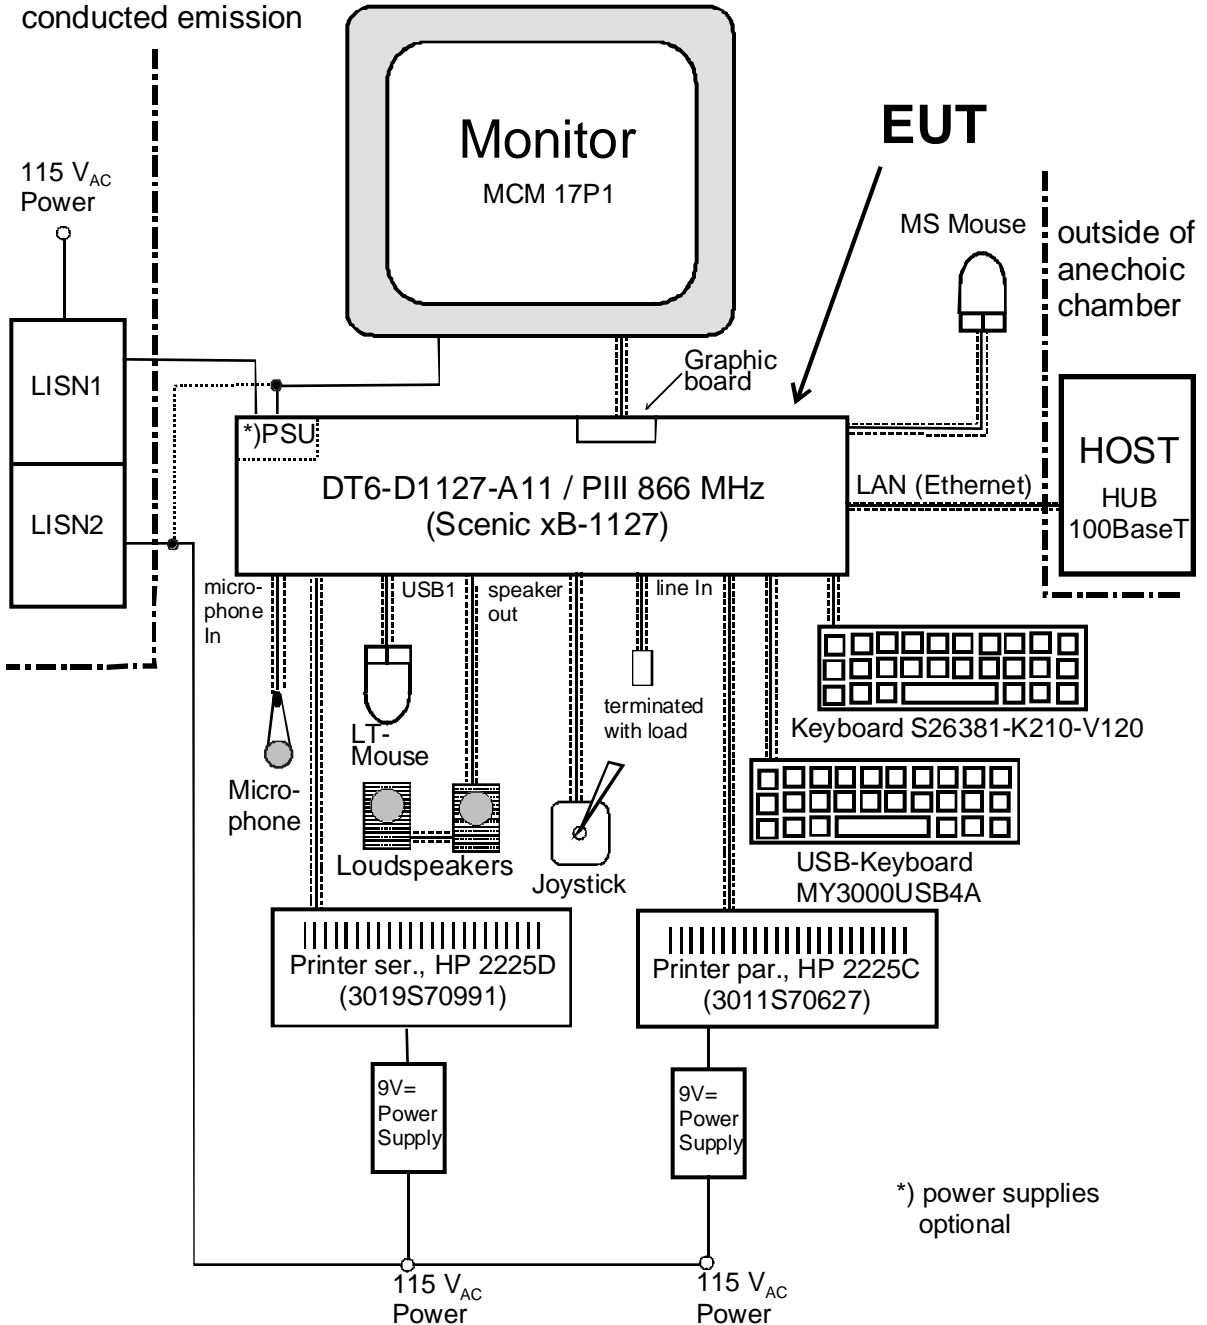 conducted emission
Monitor
MCM 17P1
EUT
115 VAC
Power
MS Mouse
outside of
anechoic
chamber
Graphic
board
LISN1
*)PSU
HOST
HUB
100BaseT
DT6-D1127-A11 / PIII 866 MHz
(Scenic xB-1127)
LAN (Ethernet)
LISN2
micro-
phone
In
USB1
speaker
out
line In
terminated
with load
Keyboard S26381-K210-V120
LT-
Mouse
Micro-
phone
Loudspeakers
Joystick
USB-Keyboard
MY3000USB4A
Printer ser., HP 2225D
(3019S70991)
Printer par., HP 2225C
(3011S70627)
9V=
Power
Supply
9V=
Power
Supply
*) power supplies
optional
115 VAC
Power
115 VAC
Power